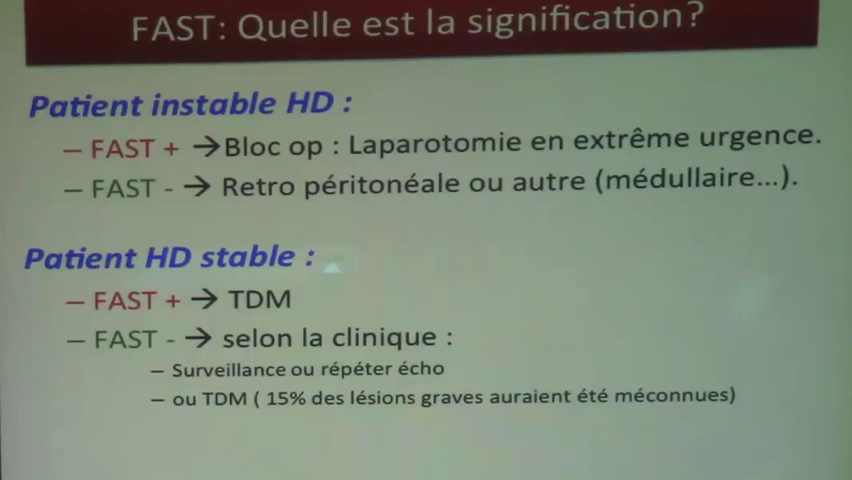 FAST: Quelle est la signification?
Patient instable HD :
– FAST + → Bloc op : Laparotomie en extrême urgence.
– FAST - → Retro péritonéale ou autre (médullaire...).
Patient HD stable :
– FAST + → TDM
– FAST - → selon la clinique :
– Surveillance ou répéter écho
– ou TDM ( 15% des lésions graves auraient été méconnues)